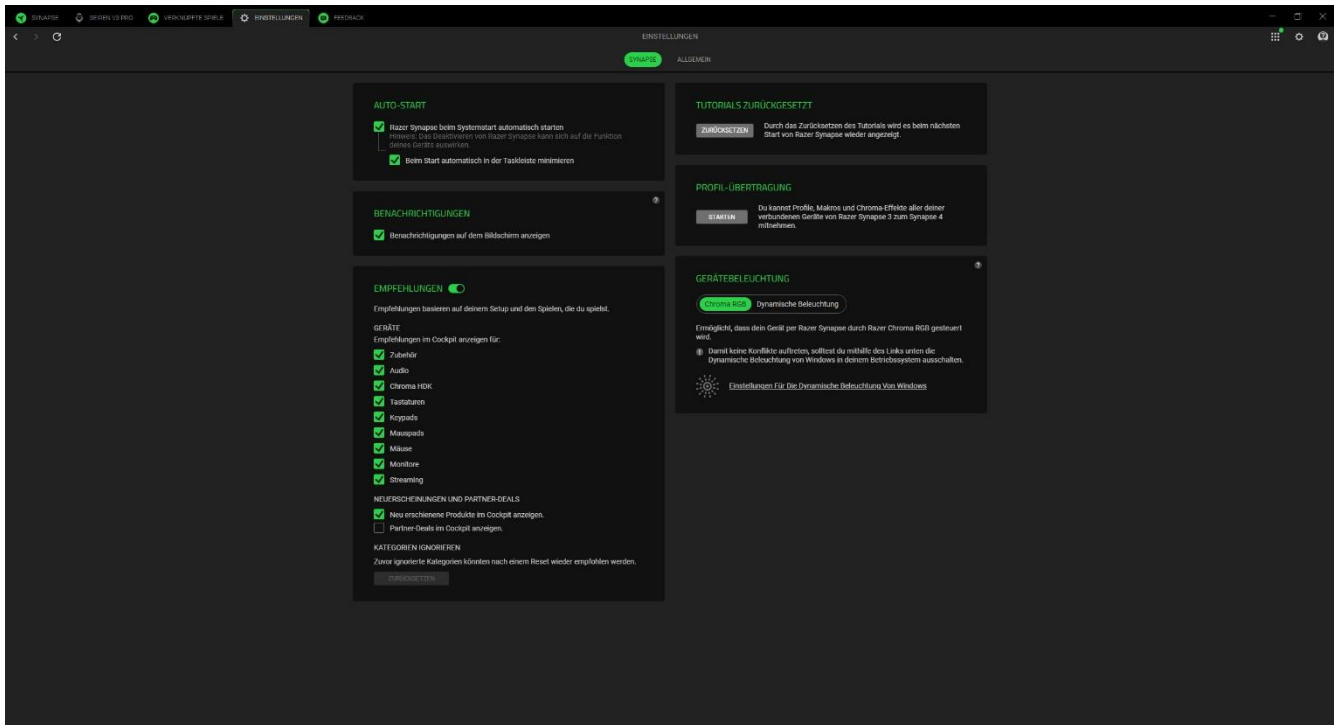 SYNAPSE
SEIREN V3 PRO
VERKNÜPFTE SPIELE
EINSTELLUNGEN
FEEDBACK
EINSTELLUNGEN
SYNAPSE
ALLGEMEIN
AUTO-START
Razer Synapse beim Systemstart automatisch starten
Hinweis: Das Deaktivieren von Razer Synapse kann sich auf die Funktion
deines Geräts auswirken.
Beim Start automatisch in der Taskleiste minimieren
BENACHRICHTIGUNGEN
Benachrichtigungen auf dem Bildschirm anzeigen
EMPFEHLUNGEN
Empfehlungen basieren auf deinem Setup und den Spielen, die du spielst.
GERÄTE
Empfehlungen im Cockpit anzeigen für:
Zubehör
Audio
Chroma HDK
Tastaturen
Keypads
Mauspads
Mäuse
Monitore
Streaming
NEUERSCHEINUNGEN UND PARTNER-DEALS
Neu erschienene Produkte im Cockpit anzeigen.
Partner-Deals im Cockpit anzeigen.
KATEGORIEN IGNORIEREN
Zuvor ignorierte Kategorien könnten nach einem Reset wieder empfohlen werden.
ZURÜCKSETZEN
TUTORIALS ZURÜCKGESETZT
ZURÜCKSETZEN
Durch das Zurücksetzen des Tutorials wird es beim nächsten
Start von Razer Synapse wieder angezeigt.
PROFIL-ÜBERTRAGUNG
STARTEN
Du kannst Profile, Makros und Chroma-Effekte aller deiner
verbundenen Geräte von Razer Synapse 3 zum Synapse 4
mitnehmen.
GERÄTEBELEUCHTUNG
Chroma RGB
Dynamische Beleuchtung
Ermöglicht, dass dein Gerät per Razer Synapse durch Razer Chroma RGB gesteuert
wird.
Damit keine Konflikte auftreten, solltest du mithilfe des Links unten die
Dynamische Beleuchtung von Windows in deinem Betriebssystem ausschalten.
Einstellungen Für Die Dynamische Beleuchtung Von Windows